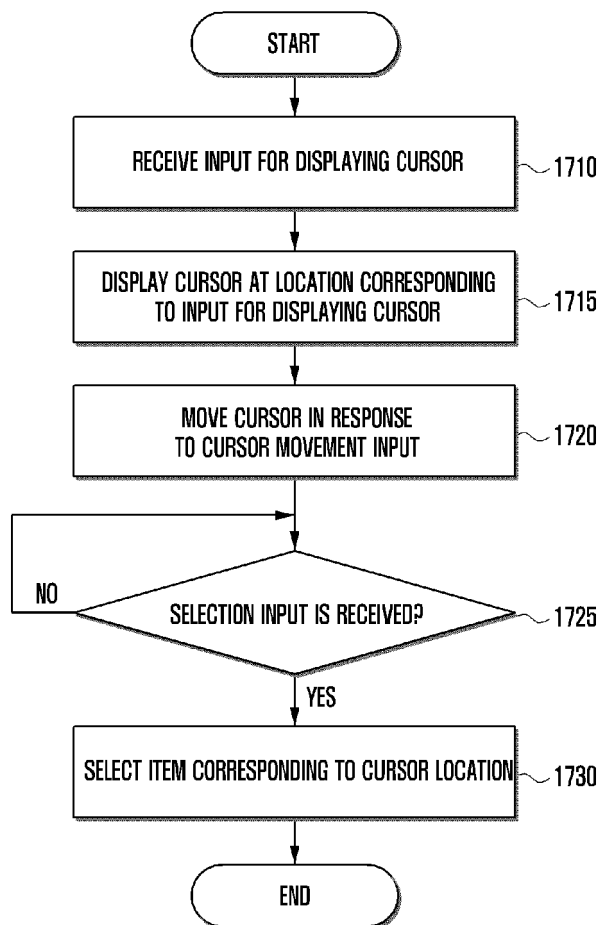 START
RECEIVE INPUT FOR DISPLAYING CURSOR
1710
DISPLAY CURSOR AT LOCATION CORRESPONDING
TO INPUT FOR DISPLAYING CURSOR
1715
MOVE CURSOR IN RESPONSE
TO CURSOR MOVEMENT INPUT
1720
NO
SELECTION INPUT IS RECEIVED?
1725
YES
SELECT ITEM CORRESPONDING TO CURSOR LOCATION
1730
END